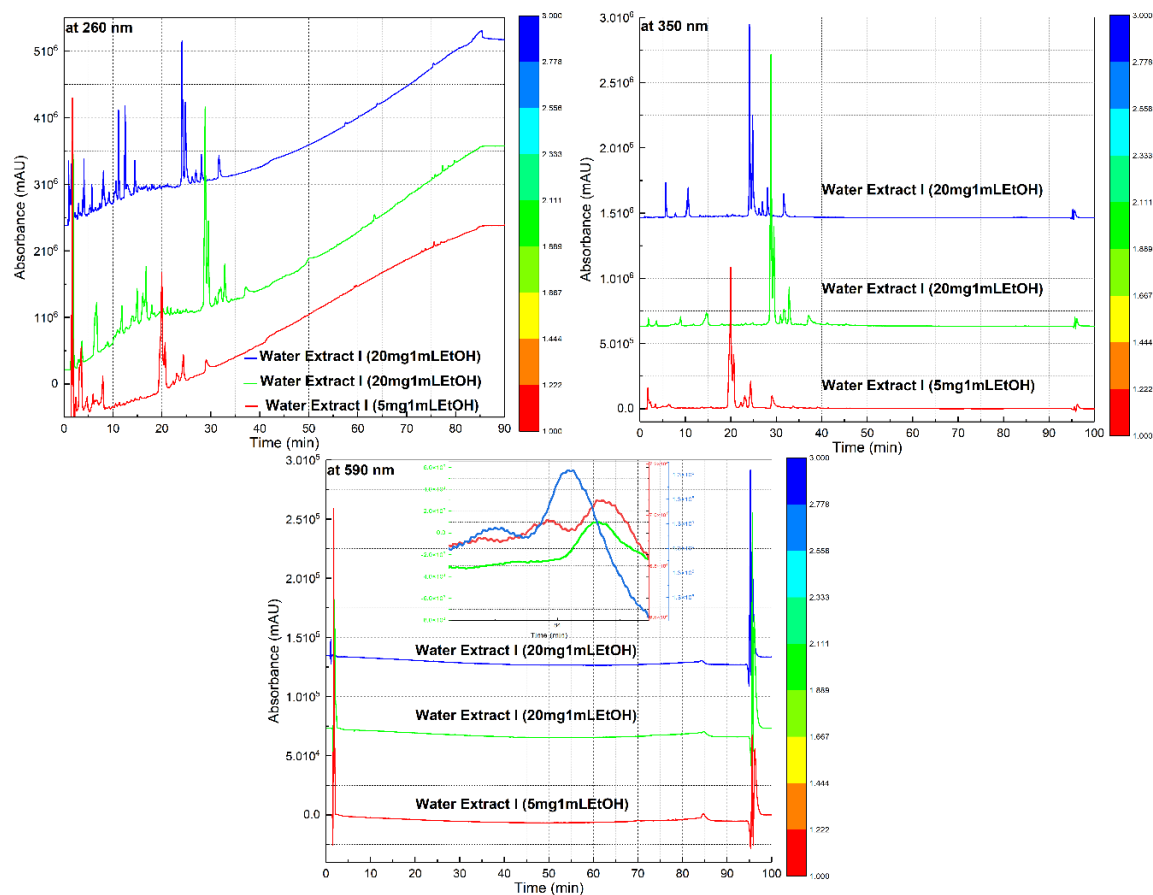 at 260 nm
Absorbance (mAU)
510⁶
410⁶
310⁶
210⁶
110⁶
0
Water Extract I (20mg1mLEtOH)
Water Extract I (20mg1mLEtOH)
Water Extract I (5mg1mLEtOH)
0 10 20 30 40 50 60 70 80 90
Time (min)
3.000
2.778
2.556
2.333
2.111
1.889
1.667
1.444
1.222
1.000
at 350 nm
Absorbance (mAU)
3.010⁶
2.510⁶
2.010⁶
1.510⁶
1.010⁶
5.010⁵
0.0
Water Extract I (20mg1mLEtOH)
Water Extract I (20mg1mLEtOH)
Water Extract I (5mg1mLEtOH)
0 10 20 30 40 50 60 70 80 90 100
Time (min)
3.000
2.778
2.558
2.333
2.111
1.889
1.667
1.444
1.222
1.000
at 590 nm
Absorbance (mAU)
3.010⁵
2.510⁵
2.010⁵
1.510⁵
1.010⁵
5.010⁴
0.0
Time (min)
Water Extract I (20mg1mLEtOH)
Water Extract I (20mg1mLEtOH)
Water Extract I (5mg1mLEtOH)
0 10 20 30 40 50 60 70 80 90 100
Time (min)
3.000
2.778
2.558
2.333
2.111
1.889
1.667
1.444
1.222
1.000